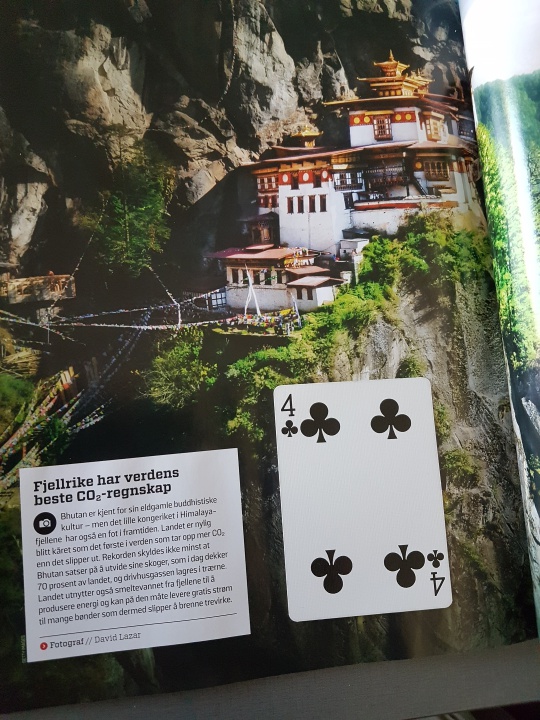 4
Fjellrike har verdens
beste CO₂-regnskap
Bhutan er kjent for sin eldgamle buddhistiske
kultur – men det lille kongeriket i Himalaya-
fjellene har også en fot i framtiden. Landet er nylig
blitt kåret som det første i verden som tar opp mer CO₂
enn det slipper ut. Rekorden skyldes ikke minst at
Bhutan satser på å utvide sine skoger, som i dag dekker
70 prosent av landet, og drivhusgassen lagres i trærne.
Landet utnytter også smeltevannet fra fjellene til å
produsere energi og kan på den måte levere gratis strøm
til mange bønder som dermed slipper å brenne trevirke.
Fotograf // David Lazar
4